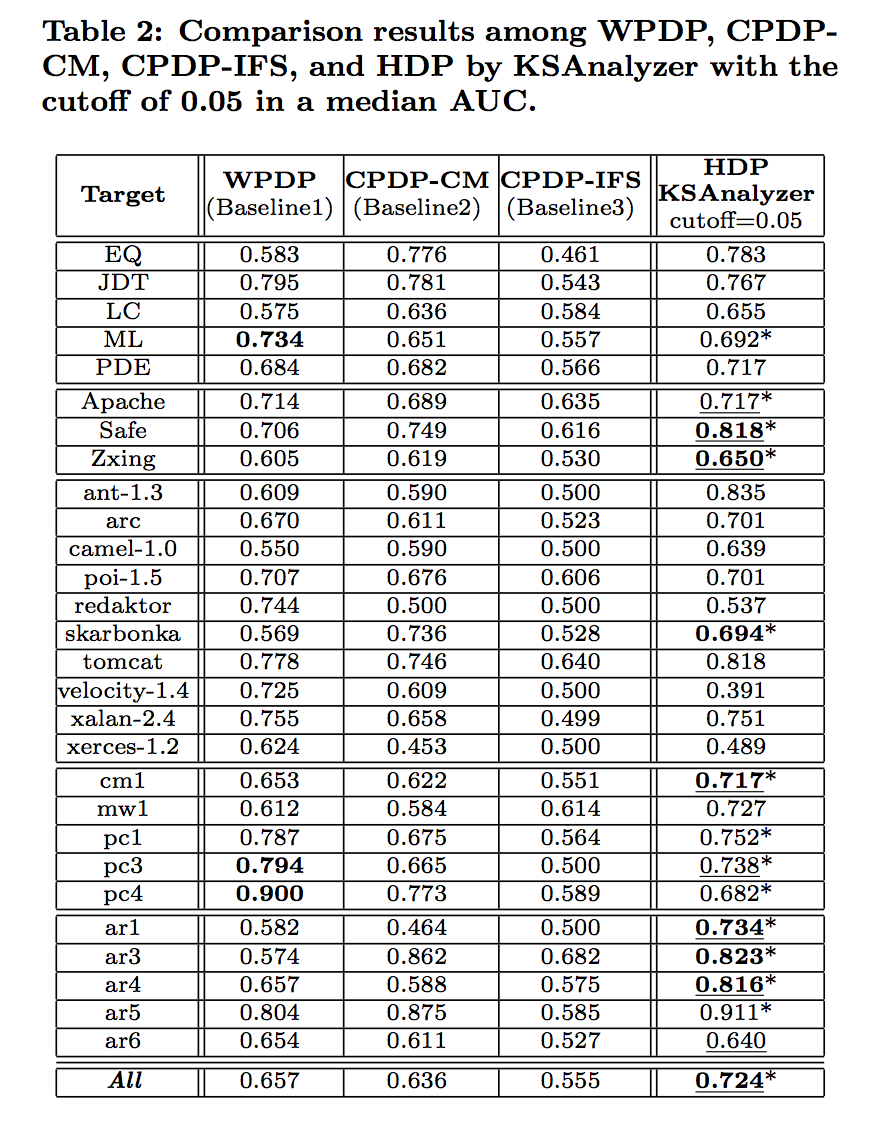 Table 2: Comparison results among WPDP, CPDP-
CM, CPDP-IFS, and HDP by KSAnalyzer with the
cutoff of 0.05 in a median AUC.
Target WPDP (Baseline1) CPDP-CM (Baseline2) CPDP-IFS (Baseline3) HDP KSAnalyzer cutoff=0.05
EQ 0.583 0.776 0.461 0.783
JDT 0.795 0.781 0.543 0.767
LC 0.575 0.636 0.584 0.655
ML 0.734 0.651 0.557 0.692*
PDE 0.684 0.682 0.566 0.717
Apache 0.714 0.689 0.635 0.717*
Safe 0.706 0.749 0.616 0.818*
Zxing 0.605 0.619 0.530 0.650*
ant-1.3 0.609 0.590 0.500 0.835
arc 0.670 0.611 0.523 0.701
camel-1.0 0.550 0.590 0.500 0.639
poi-1.5 0.707 0.676 0.606 0.701
redaktor 0.744 0.500 0.500 0.537
skarbonka 0.569 0.736 0.528 0.694*
tomcat 0.778 0.746 0.640 0.818
velocity-1.4 0.725 0.609 0.500 0.391
xalan-2.4 0.755 0.658 0.499 0.751
xerces-1.2 0.624 0.453 0.500 0.489
cm1 0.653 0.622 0.551 0.717*
mw1 0.612 0.584 0.614 0.727
pc1 0.787 0.675 0.564 0.752*
pc3 0.794 0.665 0.500 0.738*
pc4 0.900 0.773 0.589 0.682*
ar1 0.582 0.464 0.500 0.734*
ar3 0.574 0.862 0.682 0.823*
ar4 0.657 0.588 0.575 0.816*
ar5 0.804 0.875 0.585 0.911*
ar6 0.654 0.611 0.527 0.640
All 0.657 0.636 0.555 0.724*